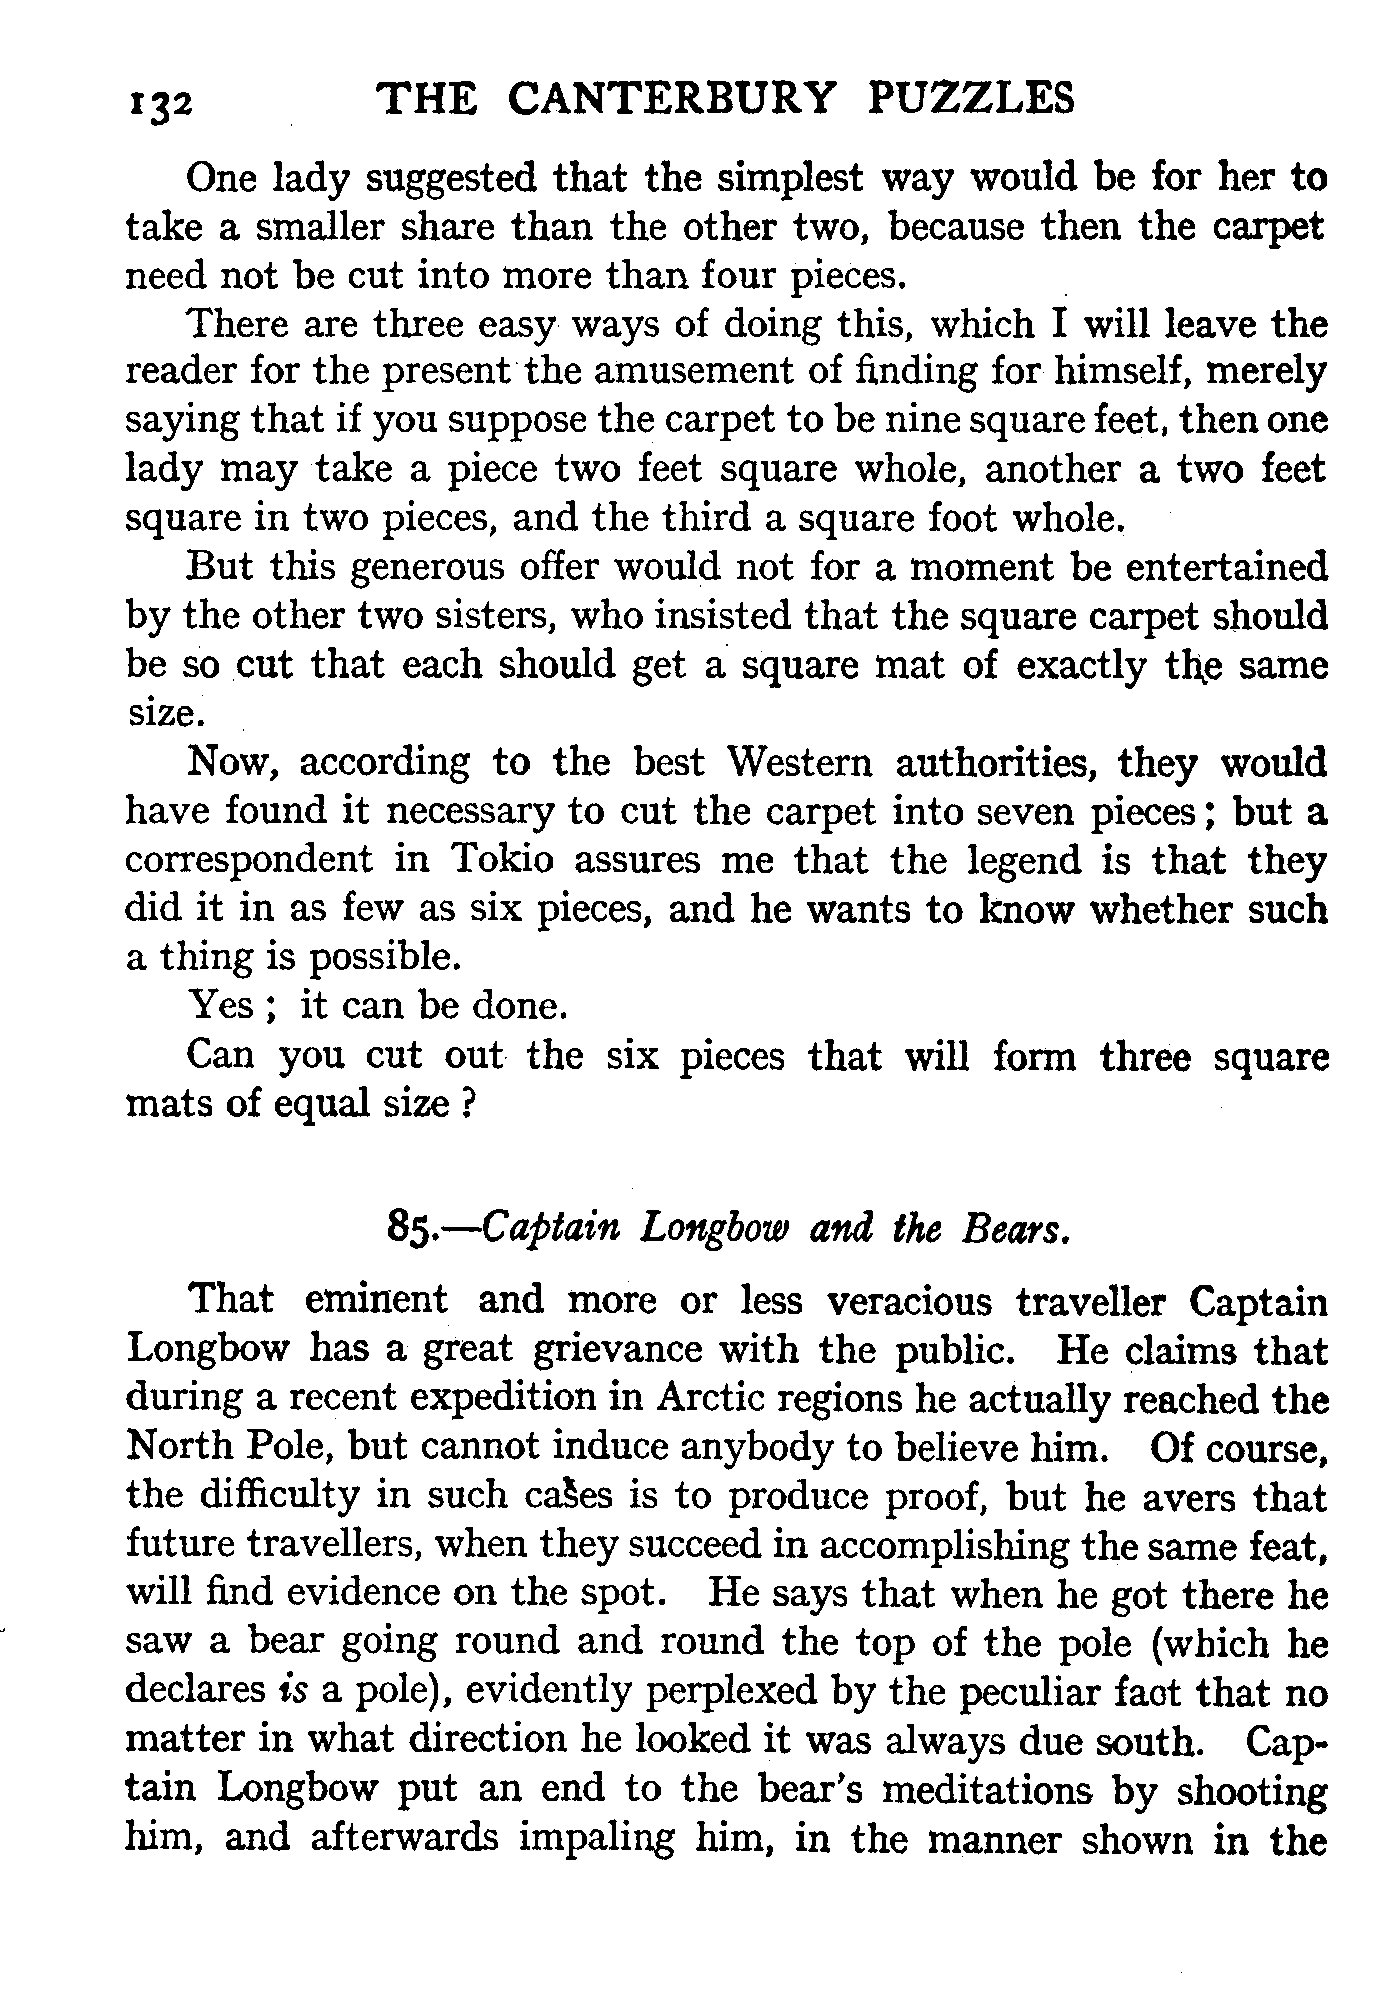 132 THE CANTERBURY PUZZLES
One lady suggested that the simplest way would be for her to
take a smaller share than the other two, because then the carpet
need not be cut into more than four pieces.
There are three easy ways of doing this, which I will leave the
reader for the present the amusement of finding for himself, merely
saying that if you suppose the carpet to be nine square feet, then one
lady may take a piece two feet square whole, another a two feet
square in two pieces, and the third a square foot whole.
But this generous offer would not for a moment be entertained
by the other two sisters, who insisted that the square carpet should
be so cut that each should get a square mat of exactly the same
size.
Now, according to the best Western authorities, they would
have found it necessary to cut the carpet into seven pieces ; but a
correspondent in Tokio assures me that the legend is that they
did it in as few as six pieces, and he wants to know whether such
a thing is possible.
Yes ; it can be done.
Can you cut out the six pieces that will form three square
mats of equal size ?
85.—Captain Longbow and the Bears.
That eminent and more or less veracious traveller Captain
Longbow has a great grievance with the public. He claims that
during a recent expedition in Arctic regions he actually reached the
North Pole, but cannot induce anybody to believe him. Of course,
the difficulty in such cases is to produce proof, but he avers that
future travellers, when they succeed in accomplishing the same feat,
will find evidence on the spot. He says that when he got there he
saw a bear going round and round the top of the pole (which he
declares is a pole), evidently perplexed by the peculiar fact that no
matter in what direction he looked it was always due south. Cap-
tain Longbow put an end to the bear's meditations by shooting
him, and afterwards impaling him, in the manner shown in the